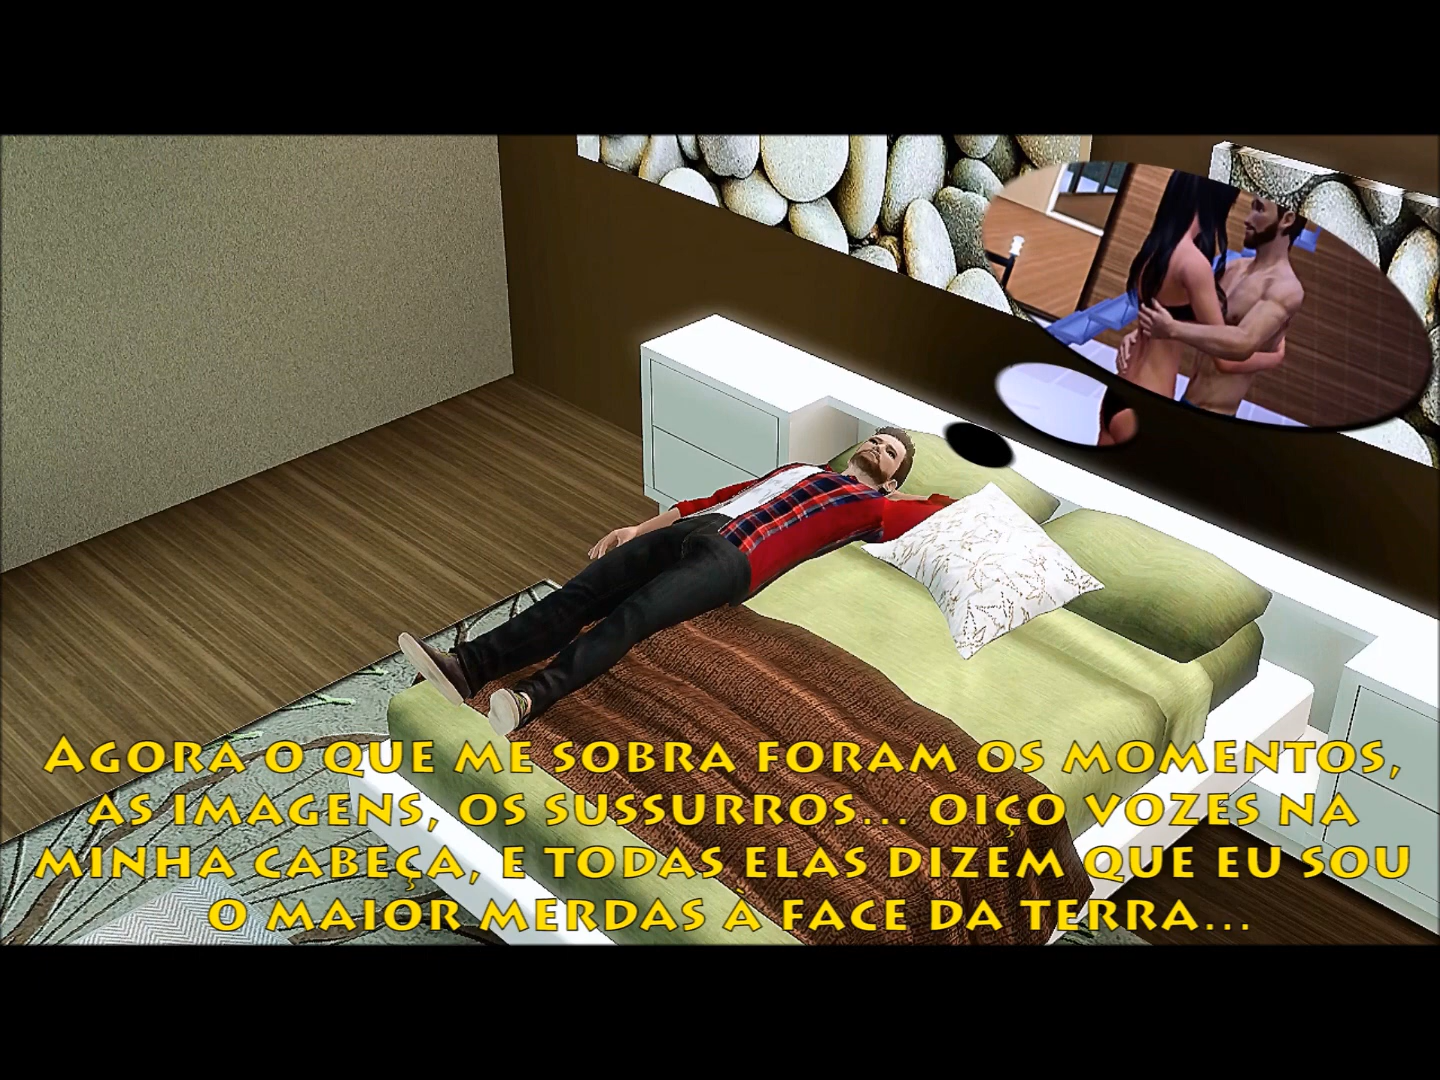 Agora o que me sobra foram os momentos,
as imagens, os sussurros... oiço vozes na
minha cabeça, e todas elas dizem que eu sou
o maior merdas à face da terra...